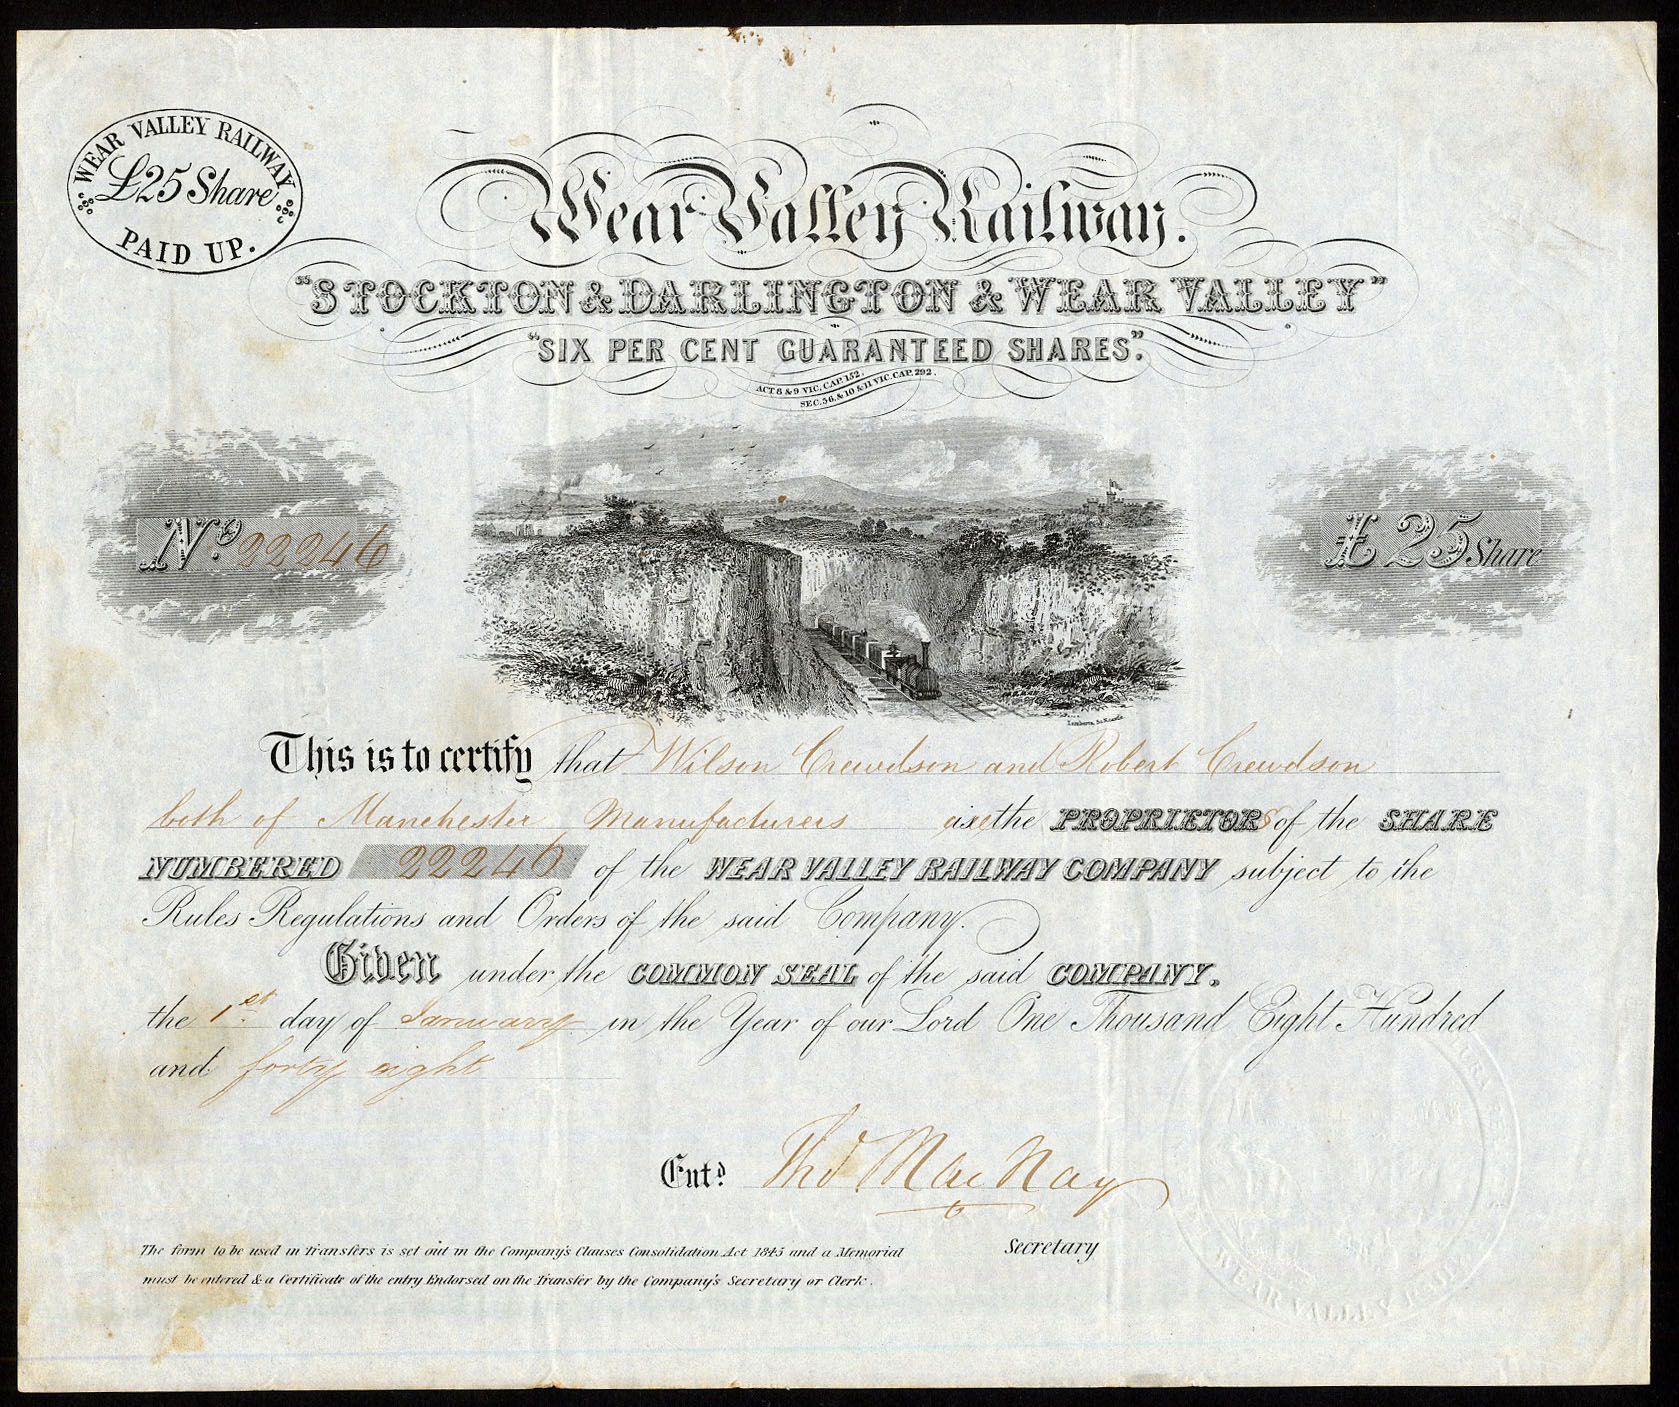 WEAR VALLEY RAILWAY
£25 Share
PAID UP.
Wear Valley Railway.
"STOCKTON & DARLINGTON & WEAR VALLEY"
"SIX PER CENT GUARANTEED SHARES".
ACT 8 & 9 VIC. CAP. 152.
SEC. 56. & 10 & 11 VIC. CAP. 292.
No. 22246
£25 Share
This is to certify that Wilson Crewdson and Robert Crewdson
both of Manchester Manufacturers are the PROPRIETORs of the SHARE
NUMBERED 22246 of the WEAR VALLEY RAILWAY COMPANY subject to the
Rules Regulations and Orders of the said Company.
Given under the COMMON SEAL of the said COMPANY.
the 1st day of January in the Year of our Lord One Thousand Eight Hundred
and forty eight
Entd. Thos MacNay
Secretary
The form to be used in Transfers is set out in the Company's Clauses Consolidation Act 1845 and a Memorial
must be entered & a Certificate of the entry Endorsed on the Transfer by the Company's Secretary or Clerk.
WEAR VALLEY